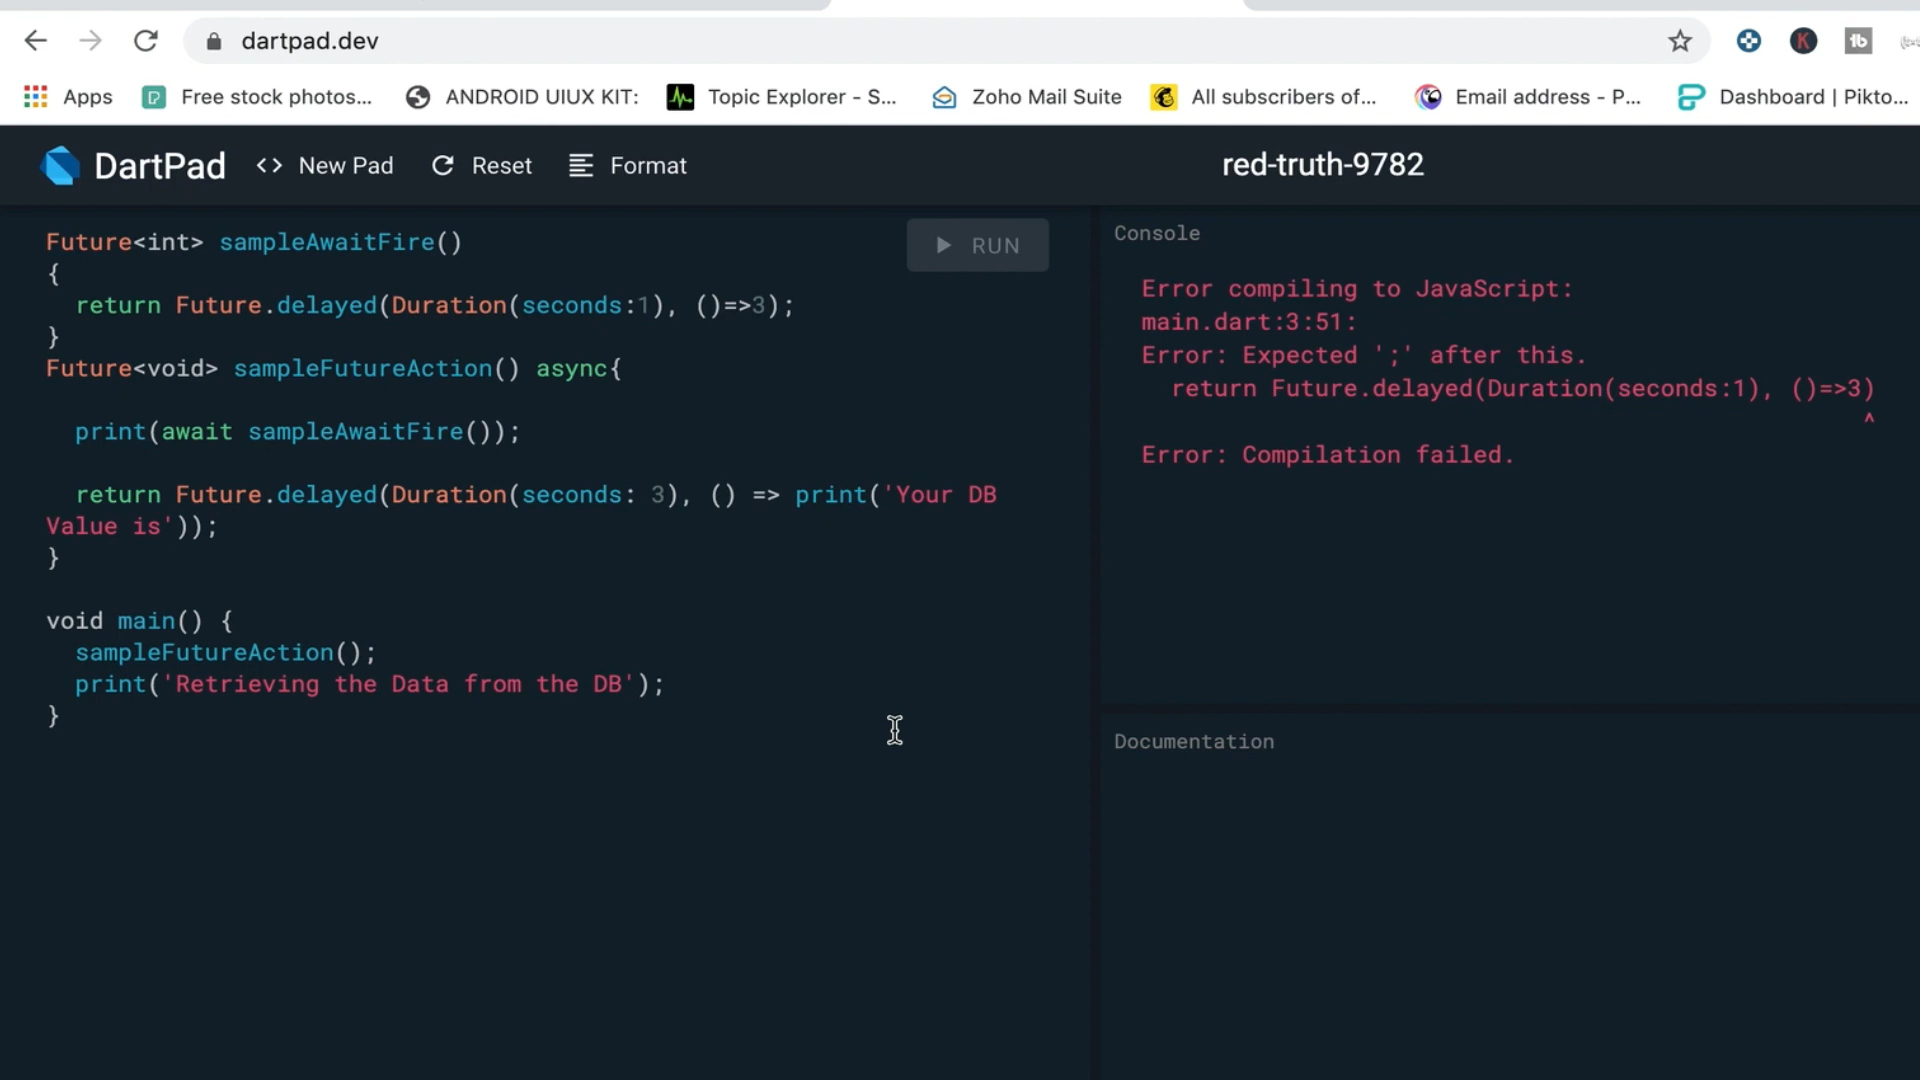 dartpad.dev
Apps Free stock photos... ANDROID UIUX KIT: Topic Explorer - S... Zoho Mail Suite All subscribers of... Email address - P... Dashboard | Pikto...
DartPad <> New Pad Reset Format red-truth-9782
Future<int> sampleAwaitFire()
{
return Future.delayed(Duration(seconds:1), ()=>3);
}
Future<void> sampleFutureAction() async{
print(await sampleAwaitFire());
return Future.delayed(Duration(seconds: 3), () => print('Your DB
Value is'));
}
void main() {
sampleFutureAction();
print('Retrieving the Data from the DB');
}
RUN
Console
Error compiling to JavaScript:
main.dart:3:51:
Error: Expected ';' after this.
return Future.delayed(Duration(seconds:1), ()=>3)
^
Error: Compilation failed.
Documentation